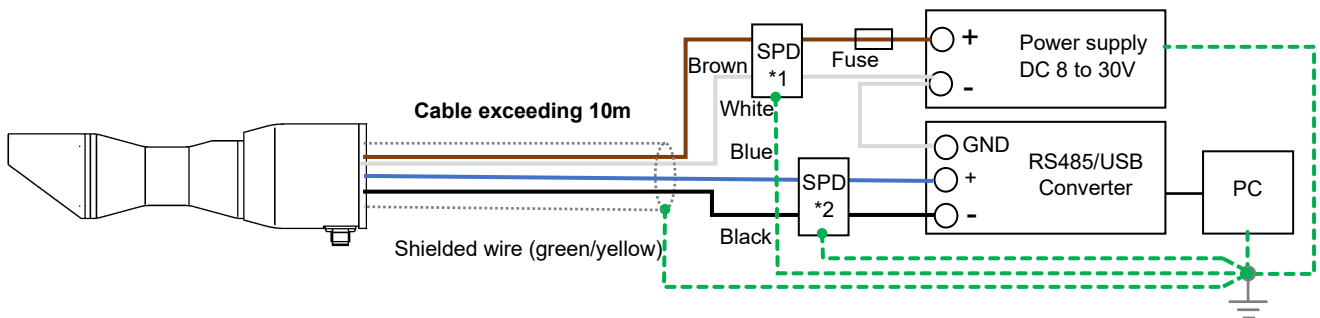 SPD
*1
Fuse
+
-
Power supply
DC 8 to 30V
Brown
White
Cable exceeding 10m
Blue
GND
+
-
RS485/USB
Converter
PC
SPD
*2
Black
Shielded wire (green/yellow)